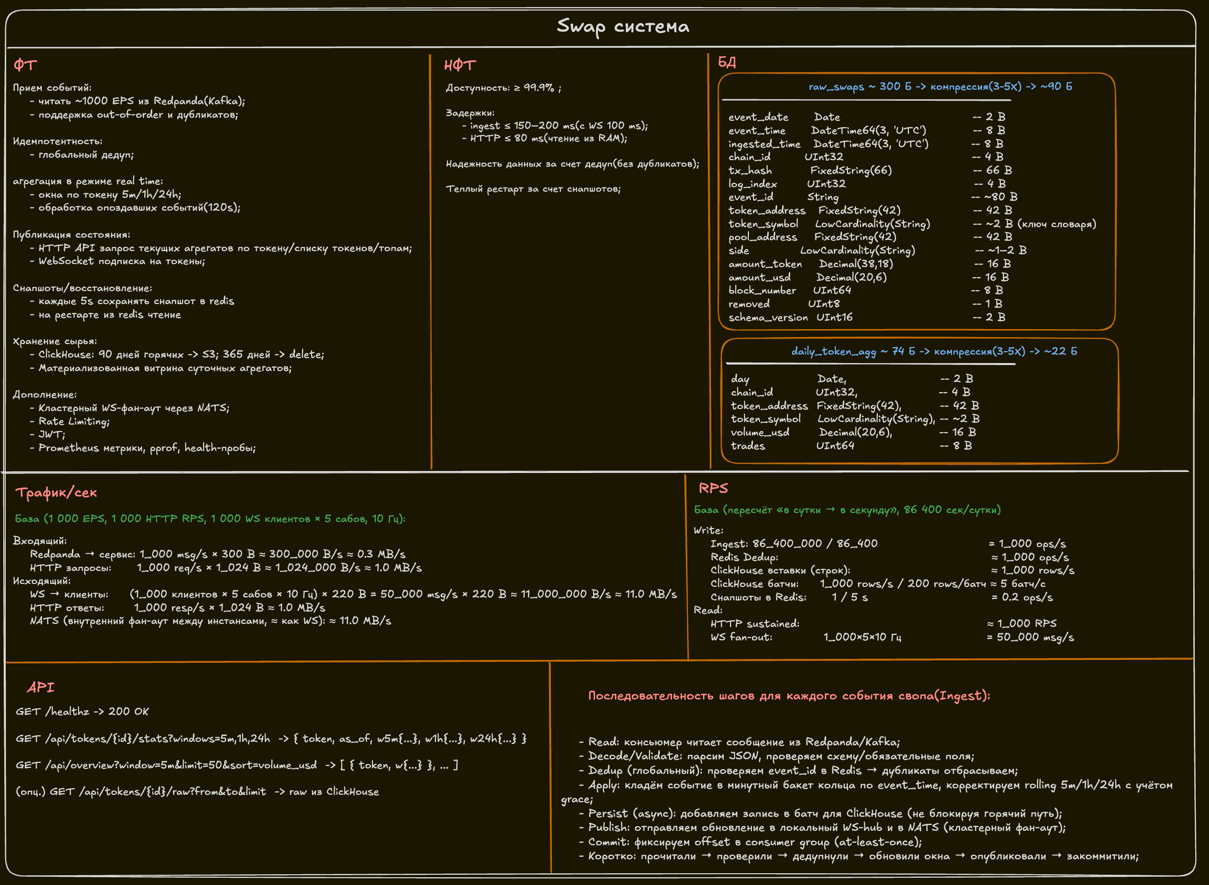 Swap система
ФТ
Прием событий:
- читать ~1000 EPS из Redpanda(Kafka);
- поддержка out-of-order и дубликатов;
Идемпотентность:
- глобальный дедуп;
агрегация в режиме real time:
- окна по токену 5m/1h/24h;
- обработка опоздавших событий(120s);
Публикация состояния:
- HTTP API запрос текущих агрегатов по токену/списку токенов/топам;
- WebSocket подписка на токены;
Снапшоты/восстановление:
- каждые 5s сохранять снапшот в redis
- на рестарте из redis чтение
Хранение сырья:
- ClickHouse: 90 дней горячих -> S3; 365 дней -> delete;
- Материализованная витрина суточных агрегатов;
Дополнение:
- Кластерный WS-фан-аут через NATS;
- Rate Limiting;
- JWT;
- Prometheus метрики, pprof, health-пробы;
НФТ
Доступность: ≥ 99.9% ;
Задержки:
- ingest ≤ 150–200 ms(с WS 100 ms);
- HTTP ≤ 80 ms(чтение из RAM);
Надежность данных за счет дедуп(без дубликатов);
Теплый рестарт за счет снапшотов;
БД
raw_swaps ~ 300 Б -> компрессия(3-5X) -> ~90 Б
event_date Date -- 2 B
event_time DateTime64(3, 'UTC') -- 8 B
ingested_time DateTime64(3, 'UTC') -- 8 B
chain_id UInt32 -- 4 B
tx_hash FixedString(66) -- 66 B
log_index UInt32 -- 4 B
event_id String -- ~80 B
token_address FixedString(42) -- 42 B
token_symbol LowCardinality(String) -- ~2 B (ключ словаря)
pool_address FixedString(42) -- 42 B
side LowCardinality(String) -- ~1–2 B
amount_token Decimal(38,18) -- 16 B
amount_usd Decimal(20,6) -- 16 B
block_number UInt64 -- 8 B
removed UInt8 -- 1 B
schema_version UInt16 -- 2 B
daily_token_agg ~ 74 Б -> компрессия(3-5X) -> ~22 Б
day Date, -- 2 B
chain_id UInt32, -- 4 B
token_address FixedString(42), -- 42 B
token_symbol LowCardinality(String), -- ~2 B
volume_usd Decimal(20,6), -- 16 B
trades UInt64 -- 8 B
Трафик/сек
База (1 000 EPS, 1 000 HTTP RPS, 1 000 WS клиентов × 5 сабов, 10 Гц):
Входящий:
Redpanda → сервис: 1_000 msg/s × 300 B ≈ 300_000 B/s ≈ 0.3 MB/s
HTTP запросы: 1_000 req/s × 1_024 B ≈ 1_024_000 B/s ≈ 1.0 MB/s
Исходящий:
WS → клиенты: (1_000 клиентов × 5 сабов × 10 Гц) × 220 B = 50_000 msg × 220 B ≈ 11_000_000 B/s ≈ 11.0 MB/s
HTTP ответы: 1_000 resp/s × 1_024 B ≈ 1.0 MB/s
NATS (внутренний фан-аут между инстансами, ≈ как WS): ≈ 11.0 MB/s
RPS
База (пересчёт «в сутки → в секунду», 86 400 сек/сутки)
Write:
Ingest: 86_400_000 / 86_400 = 1_000 ops/s
Redis Dedup: ≈ 1_000 ops/s
ClickHouse вставки (строк): ≈ 1_000 rows/s
ClickHouse батчи: 1_000 rows/s / 200 rows/батч ≈ 5 батч/с
Снапшоты в Redis: 1 / 5 s = 0.2 ops/s
Read:
HTTP sustained: ≈ 1_000 RPS
WS fan-out: 1_000×5×10 Гц = 50_000 msg/s
API
GET /healthz -> 200 OK
GET /api/tokens/{id}/stats?windows=5m,1h,24h -> { token, as_of, w5m{...}, w1h{...}, w24h{...} }
GET /api/overview?window=5m&limit=50&sort=volume_usd -> [ { token, w{...} }, ... ]
(опц.) GET /api/tokens/{id}/raw?from&to&limit -> raw из ClickHouse
Последовательность шагов для каждого события свопа(Ingest):
- Read: консьюмер читает сообщение из Redpanda/Kafka;
- Decode/Validate: парсим JSON, проверяем схему/обязательные поля;
- Dedup (глобальный): проверяем event_id в Redis → дубликаты отбрасываем;
- Apply: кладём событие в минутный бакет кольца по event_time, корректируем rolling 5m/1h/24h с учётом
grace;
- Persist (async): добавляем запись в батч для ClickHouse (не блокируя горячий путь);
- Publish: отправляем обновление в локальный WS-hub и в NATS (кластерный фан-аут);
- Commit: фиксируем offset в consumer group (at-least-once);
- Коротко: прочитали → проверили → дедупнули → обновили окна → опубликовали → закоммитили;